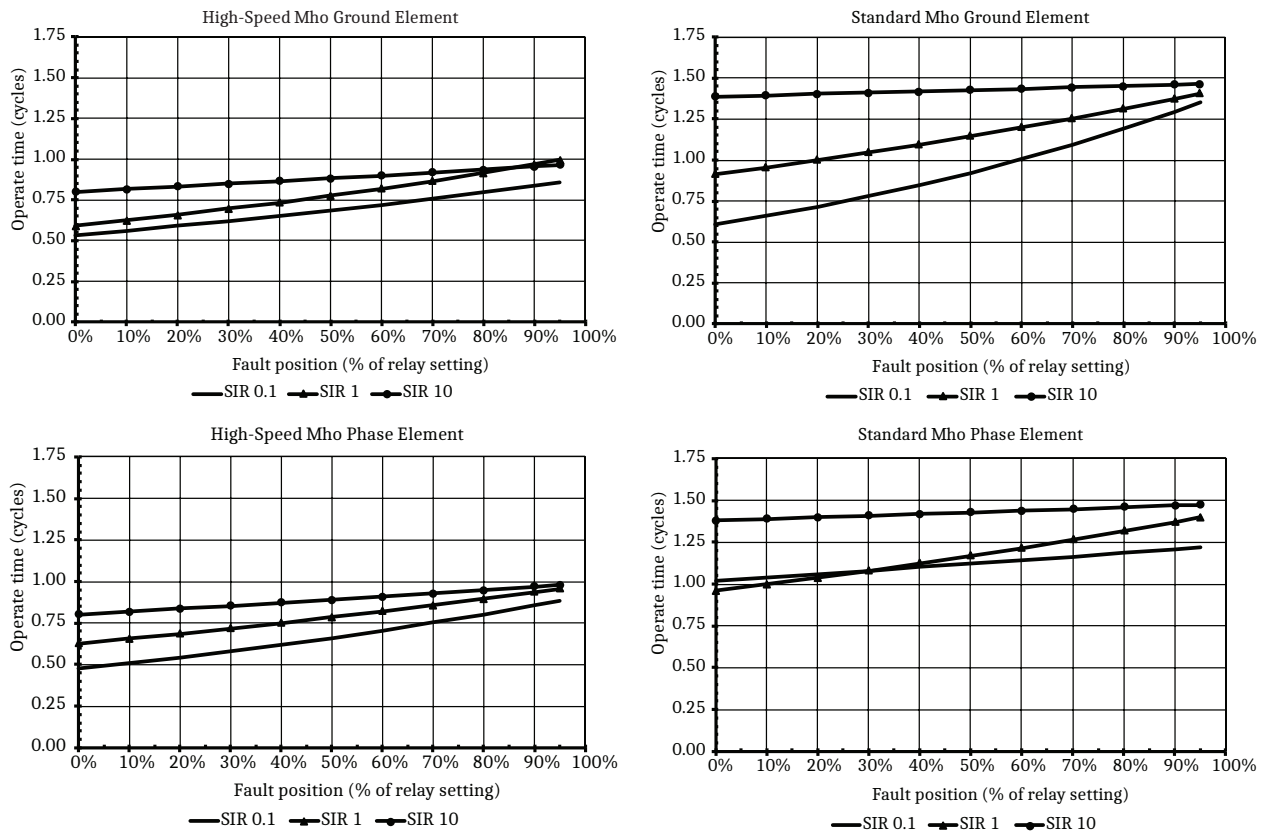 High-Speed Mho Ground Element
Operate time (cycles)
1.75
1.50
1.25
1.00
0.75
0.50
0.25
0.00
0% 10% 20% 30% 40% 50% 60% 70% 80% 90% 100%
Fault position (% of relay setting)
SIR 0.1 SIR 1 SIR 10
Standard Mho Ground Element
Operate time (cycles)
1.75
1.50
1.25
1.00
0.75
0.50
0.25
0.00
0% 10% 20% 30% 40% 50% 60% 70% 80% 90% 100%
Fault position (% of relay setting)
SIR 0.1 SIR 1 SIR 10
High-Speed Mho Phase Element
Operate time (cycles)
1.75
1.50
1.25
1.00
0.75
0.50
0.25
0.00
0% 10% 20% 30% 40% 50% 60% 70% 80% 90% 100%
Fault position (% of relay setting)
SIR 0.1 SIR 1 SIR 10
Standard Mho Phase Element
Operate time (cycles)
1.75
1.50
1.25
1.00
0.75
0.50
0.25
0.00
0% 10% 20% 30% 40% 50% 60% 70% 80% 90% 100%
Fault position (% of relay setting)
SIR 0.1 SIR 1 SIR 10